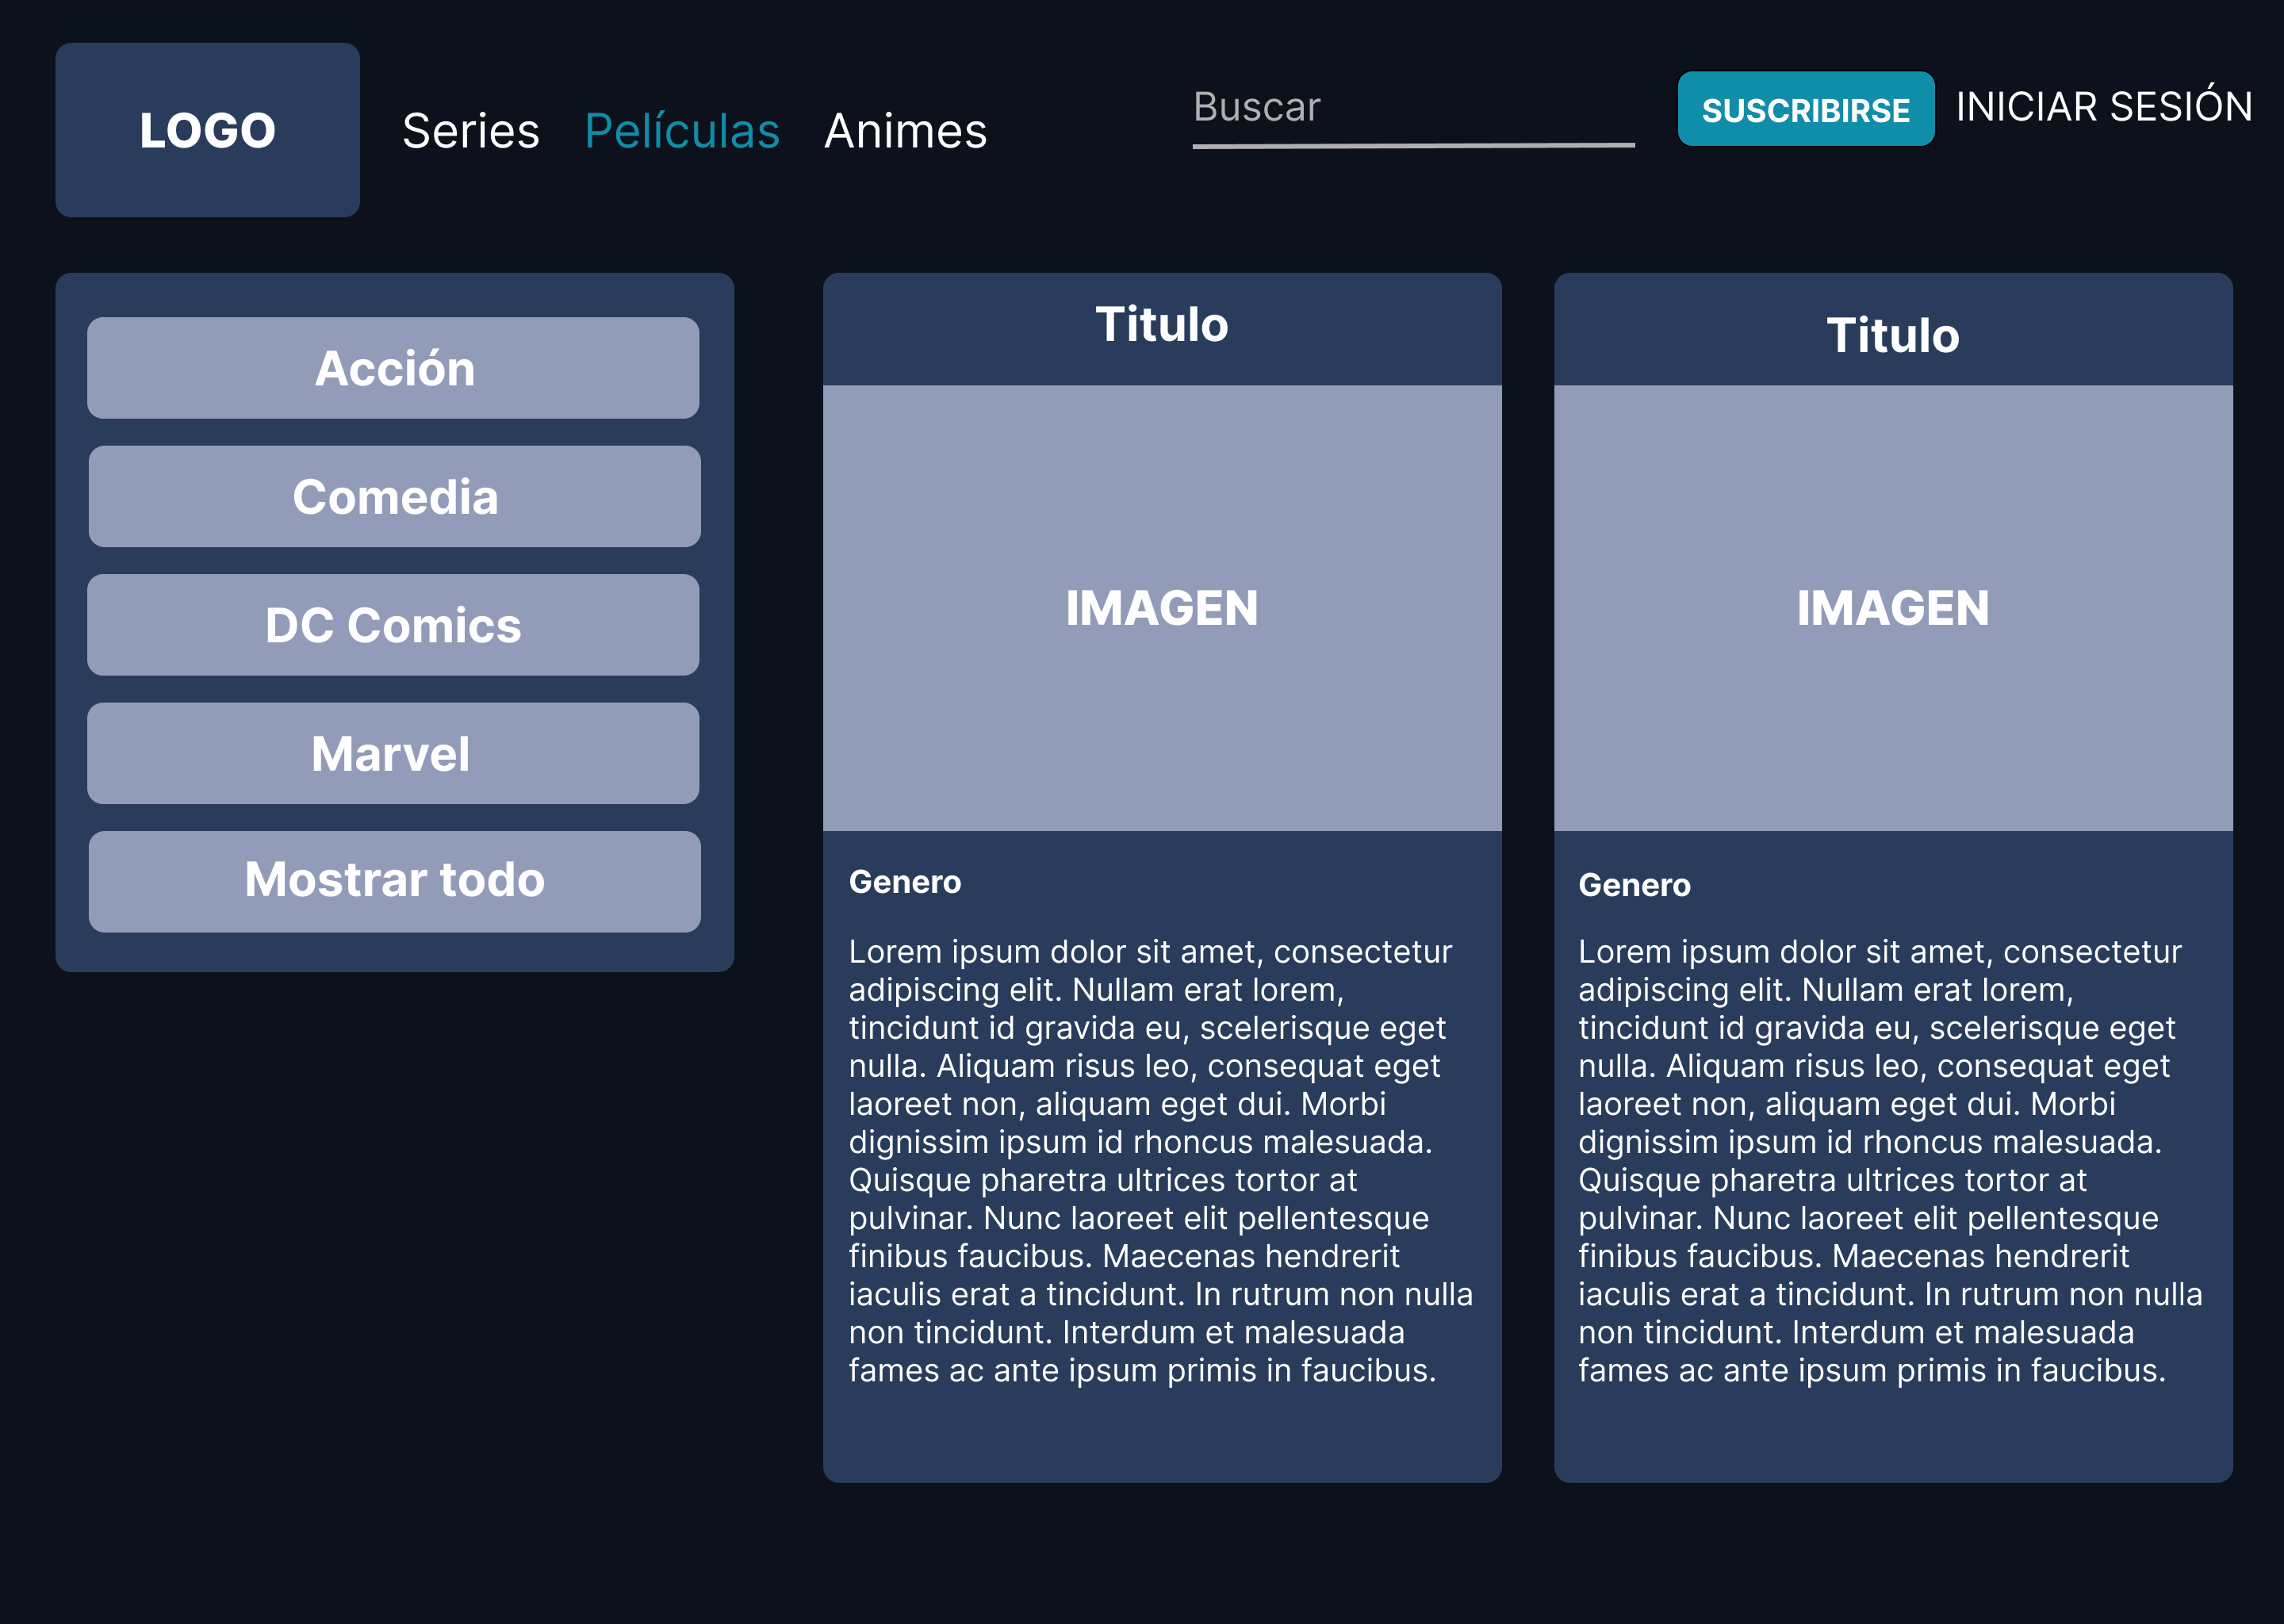 LOGO
Series
Películas
Animes
Buscar
SUSCRIBIRSE
INICIAR SESIÓN
Acción
Comedia
DC Comics
Marvel
Mostrar todo
Titulo
IMAGEN
Genero
Lorem ipsum dolor sit amet, consectetur
adipiscing elit. Nullam erat lorem,
tincidunt id gravida eu, scelerisque eget
nulla. Aliquam risus leo, consequat eget
laoreet non, aliquam eget dui. Morbi
dignissim ipsum id rhoncus malesuada.
Quisque pharetra ultrices tortor at
pulvinar. Nunc laoreet elit pellentesque
finibus faucibus. Maecenas hendrerit
iaculis erat a tincidunt. In rutrum non nulla
non tincidunt. Interdum et malesuada
fames ac ante ipsum primis in faucibus.
Titulo
IMAGEN
Genero
Lorem ipsum dolor sit amet, consectetur
adipiscing elit. Nullam erat lorem,
tincidunt id gravida eu, scelerisque eget
nulla. Aliquam risus leo, consequat eget
laoreet non, aliquam eget dui. Morbi
dignissim ipsum id rhoncus malesuada.
Quisque pharetra ultrices tortor at
pulvinar. Nunc laoreet elit pellentesque
finibus faucibus. Maecenas hendrerit
iaculis erat a tincidunt. In rutrum non nulla
non tincidunt. Interdum et malesuada
fames ac ante ipsum primis in faucibus.